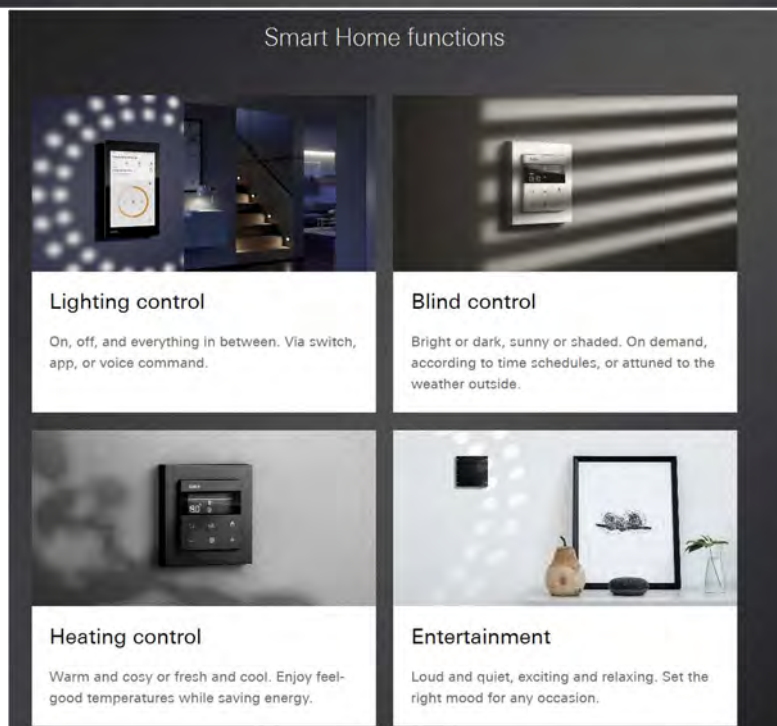 Smart Home functions
Lighting control
On, off, and everything in between. Via switch,
app, or voice command.
Blind control
Bright or dark, sunny or shaded. On demand,
according to time schedules, or attuned to the
weather outside.
Heating control
Warm and cosy or fresh and cool. Enjoy feel-
good temperatures while saving energy.
Entertainment
Loud and quiet, exciting and relaxing. Set the
right mood for any occasion.